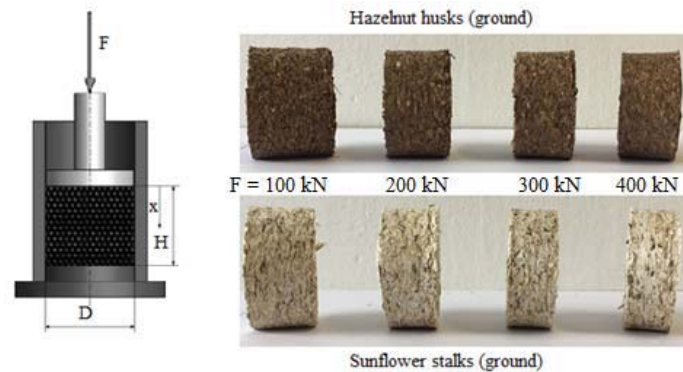 Hazelnut husks (ground)
F
x
H
D
F = 100 kN 200 kN 300 kN 400 kN
Sunflower stalks (ground)